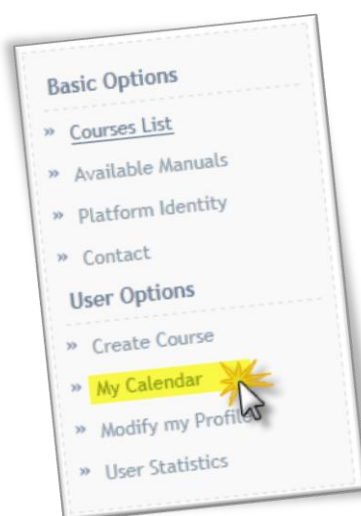 Basic Options
» Courses List
» Available Manuals
» Platform Identity
» Contact
User Options
» Create Course
» My Calendar
» Modify my Profile
» User Statistics